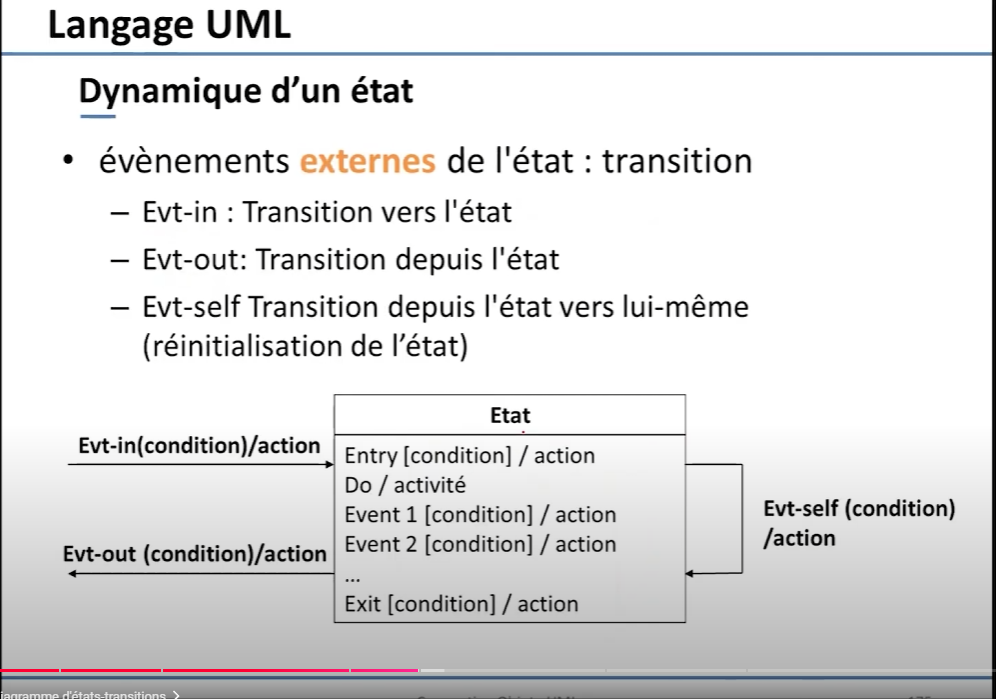 Langage UML
Dynamique d'un état
• évènements externes de l'état : transition
– Evt-in : Transition vers l'état
– Evt-out: Transition depuis l'état
– Evt-self Transition depuis l'état vers lui-même
(réinitialisation de l'état)
Etat
Evt-in(condition)/action
Entry [condition] / action
Do / activité
Event 1 [condition] / action
Event 2 [condition] / action
...
Exit [condition] / action
Evt-out (condition)/action
Evt-self (condition)
/action
iagramme d'états-transitions >